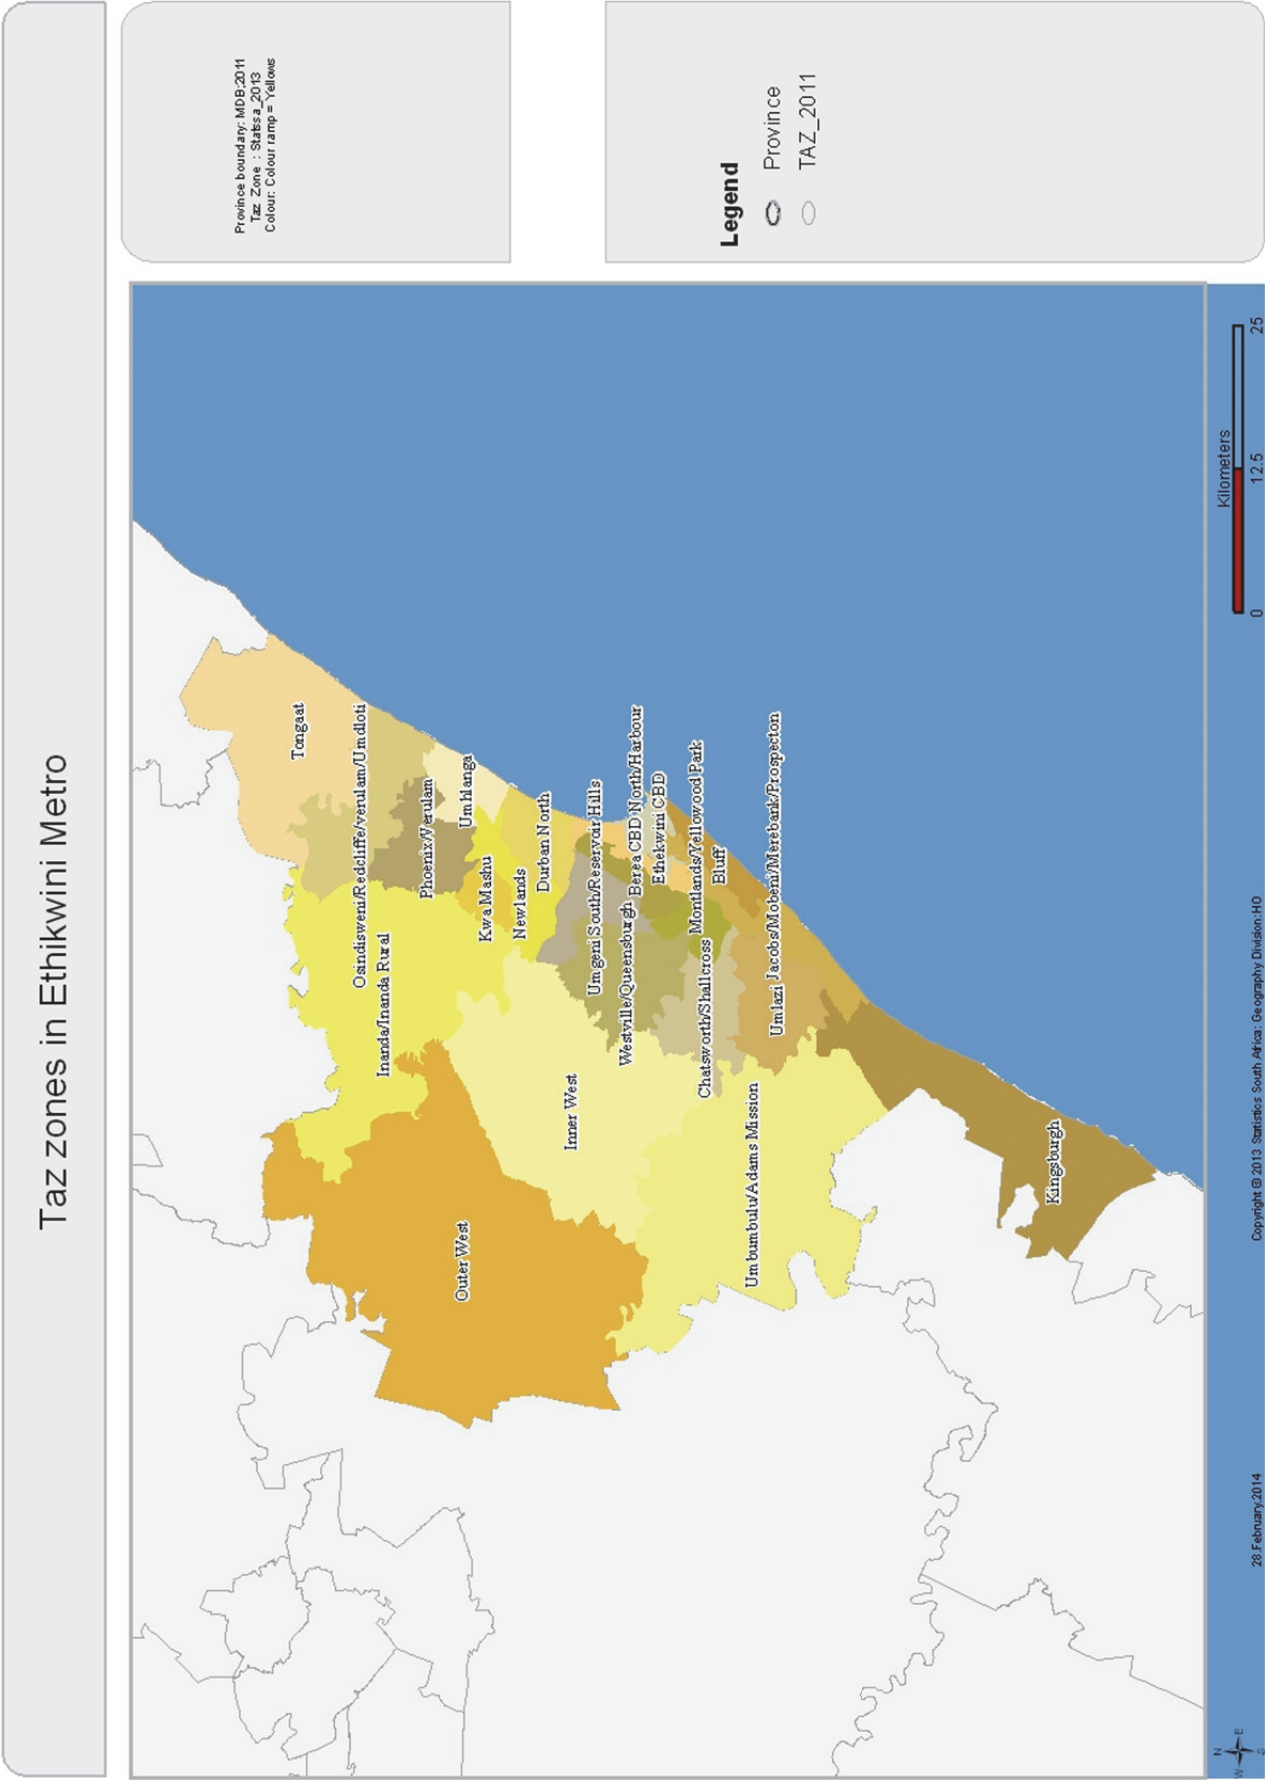 Taz zones in Ethikwini Metro
Province boundary: MDB:2011
Taz Zone : Statssa_2013
Colour: Colour ramp = Yellows
Legend
Province
TAZ_2011
Tongaat
Osindisweni/Redcliffe/verulam/Umdloti
Inanda/Inanda Rural
Phoenix/Verulam
Umhlanga
Outer West
Kwa Mashu
Newlands
Durban North
Inner West
Umgeni South/Reservoir Hills
Westville/Queensburgh
Berea
CBD North/Harbour
Ethekwini CBD
Montlands/Yellowood Park
Chatsworth/Shallcross
Bluff
Umbumbulu/Adams Mission
Umlazi
Jacobs/Mobeni/Merebank/Prospecton
Kingsburgh
Kilometers
0 12.5 25
N
W E
S
28.February.2014
Copyright @ 2013 Statistics South Africa: Geography Division:HO